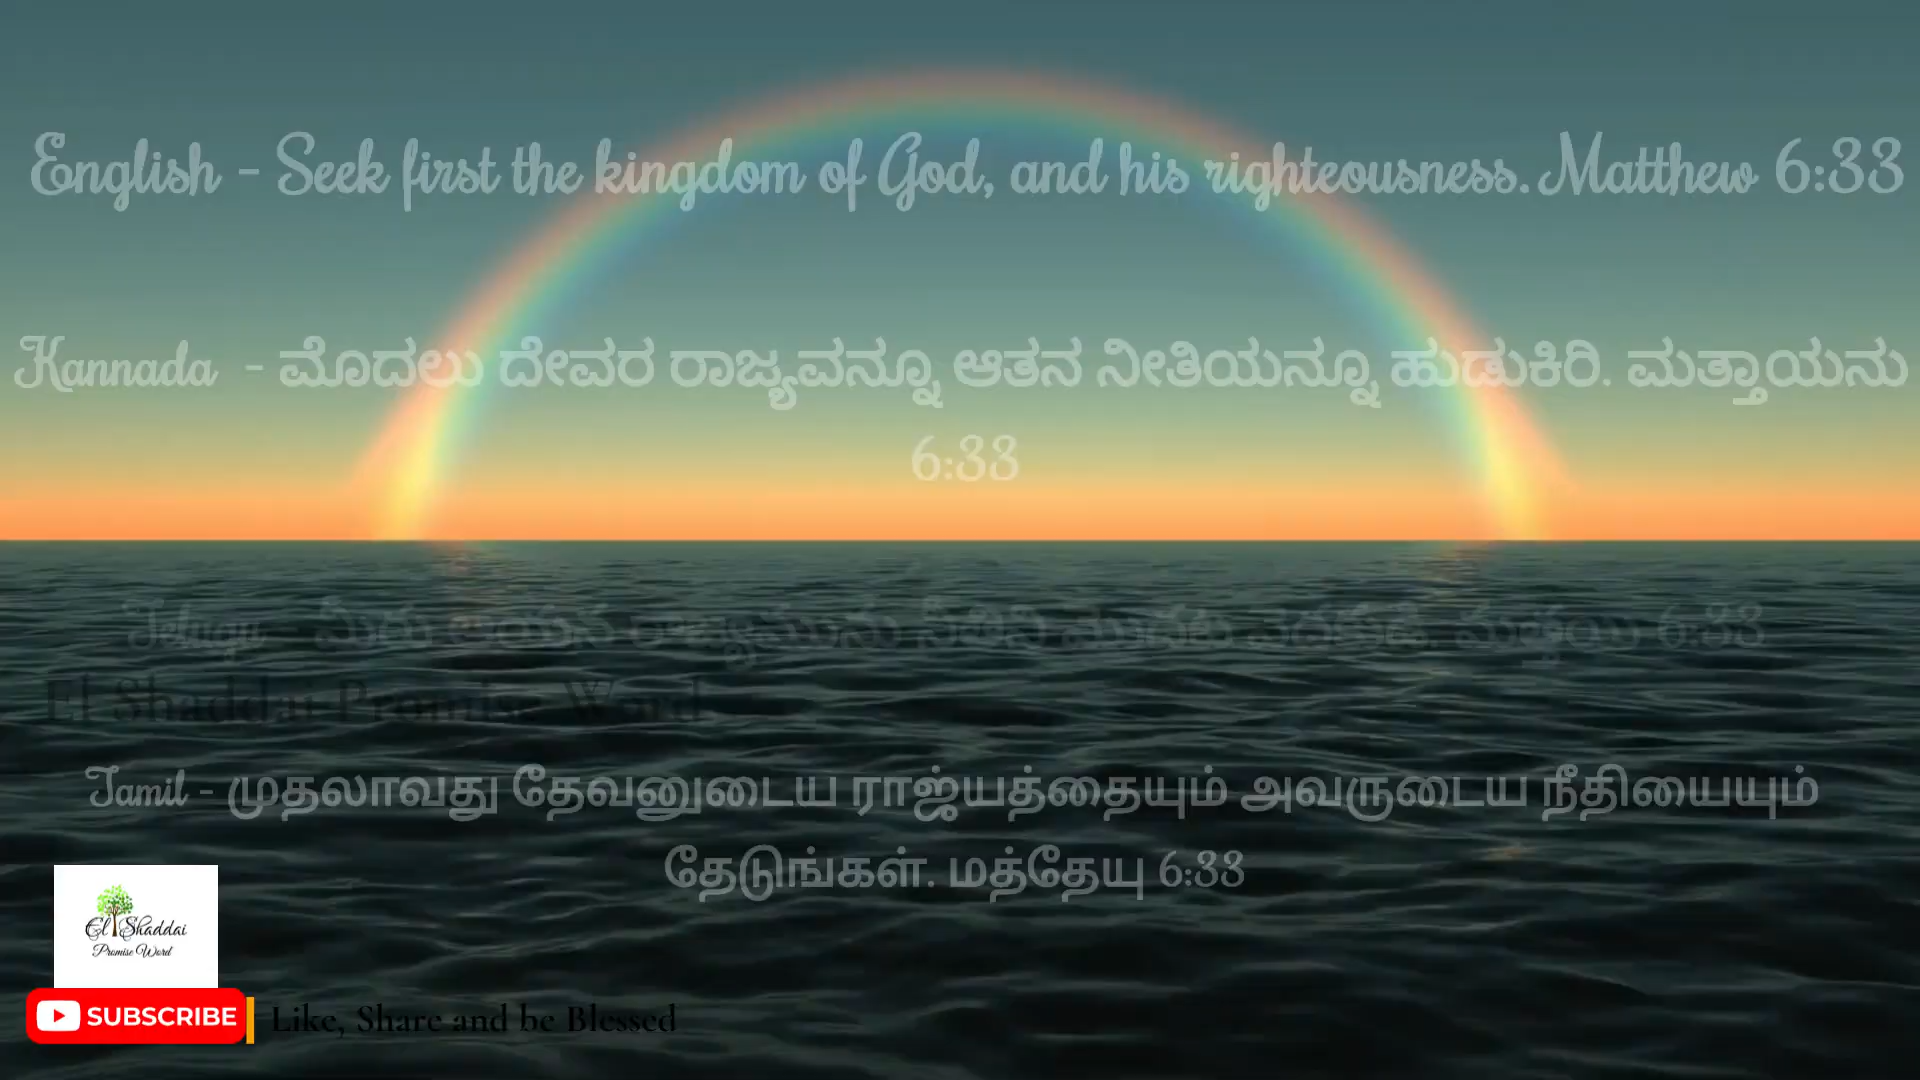 English - Seek first the kingdom of God, and his righteousness. Matthew 6:33
Kannada - ಮೊದಲು ದೇವರ ರಾಜ್ಯವನ್ನೂ ಆತನ ನೀತಿಯನ್ನೂ ಹುಡುಕಿರಿ. ಮತ್ತಾಯನು
6:33
Telugu 6:33
El Shaddai Promise Word
Tamil - முதலாவது தேவனுடைய ராஜ்யத்தையும் அவருடைய நீதியையும்
தேடுங்கள். மத்தேயு 6:33
El Shaddai
Promise Word
SUBSCRIBE
Like, Share and be Blessed